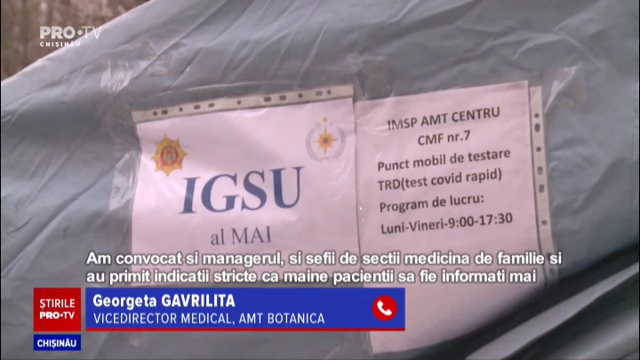 PRO•TV
CHIȘINĂU
IGSU
al MAI
IMSP AMT CENTRU
CMF nr.7
Punct mobil de testare
TRD(test covid rapid)
Program de lucru:
Luni-Vineri-9:00-17:30
Am convocat si managerul, si sefii de sectii medicina de familie si
au primit indicatii stricte ca maine pacientii sa fie informati mai
ȘTIRILE
PRO•TV
CHIȘINĂU
Georgeta GAVRILITA
VICEDIRECTOR MEDICAL, AMT BOTANICA